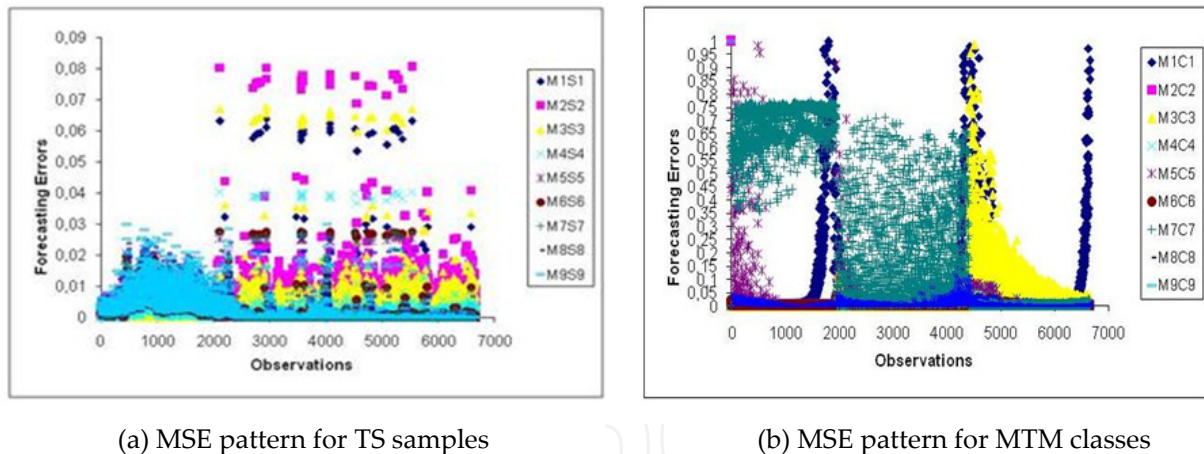 0,09
0,08
0,07
0,06
0,05
0,04
0,03
0,02
0,01
0
Forecasting Errors
0 1000 2000 3000 4000 5000 6000 7000
Observations
M1S1
M2S2
M3S3
M4S4
M5S5
M6S6
M7S7
M8S8
M9S9
1
0,95
0,9
0,85
0,8
0,75
0,7
0,65
0,6
0,55
0,5
0,45
0,4
0,35
0,3
0,25
0,2
0,15
0,1
0,05
0
Forecasting Errors
0 1000 2000 3000 4000 5000 6000 7000
Observations
M1C1
M2C2
M3C3
M4C4
M5C5
M6C6
M7C7
M8C8
M9C9
(a) MSE pattern for TS samples
(b) MSE pattern for MTM classes